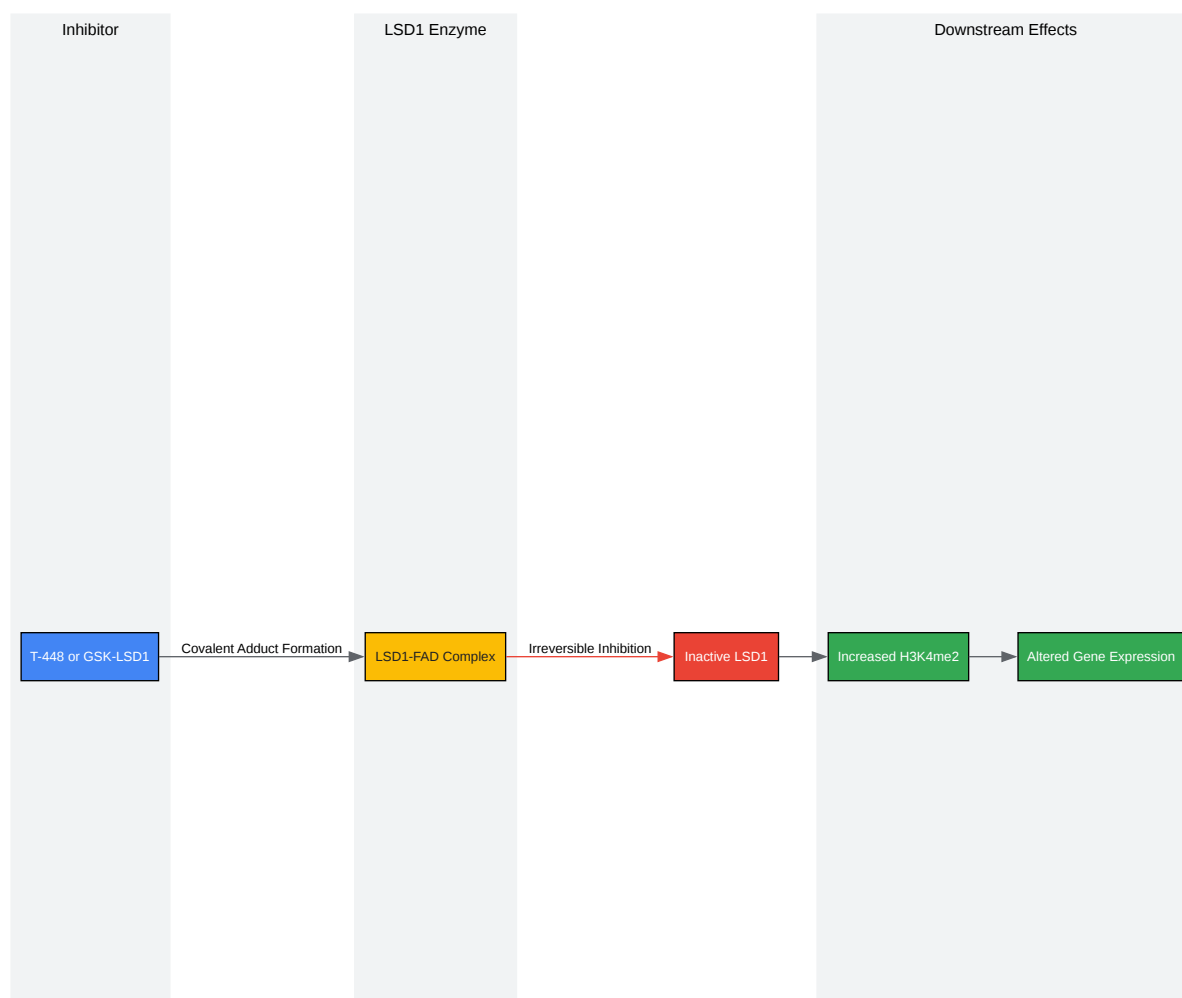 Inhibitor
LSD1 Enzyme
Downstream Effects
T-448 or GSK-LSD1
Covalent Adduct Formation
LSD1-FAD Complex
Irreversible Inhibition
Inactive LSD1
Increased H3K4me2
Altered Gene Expression